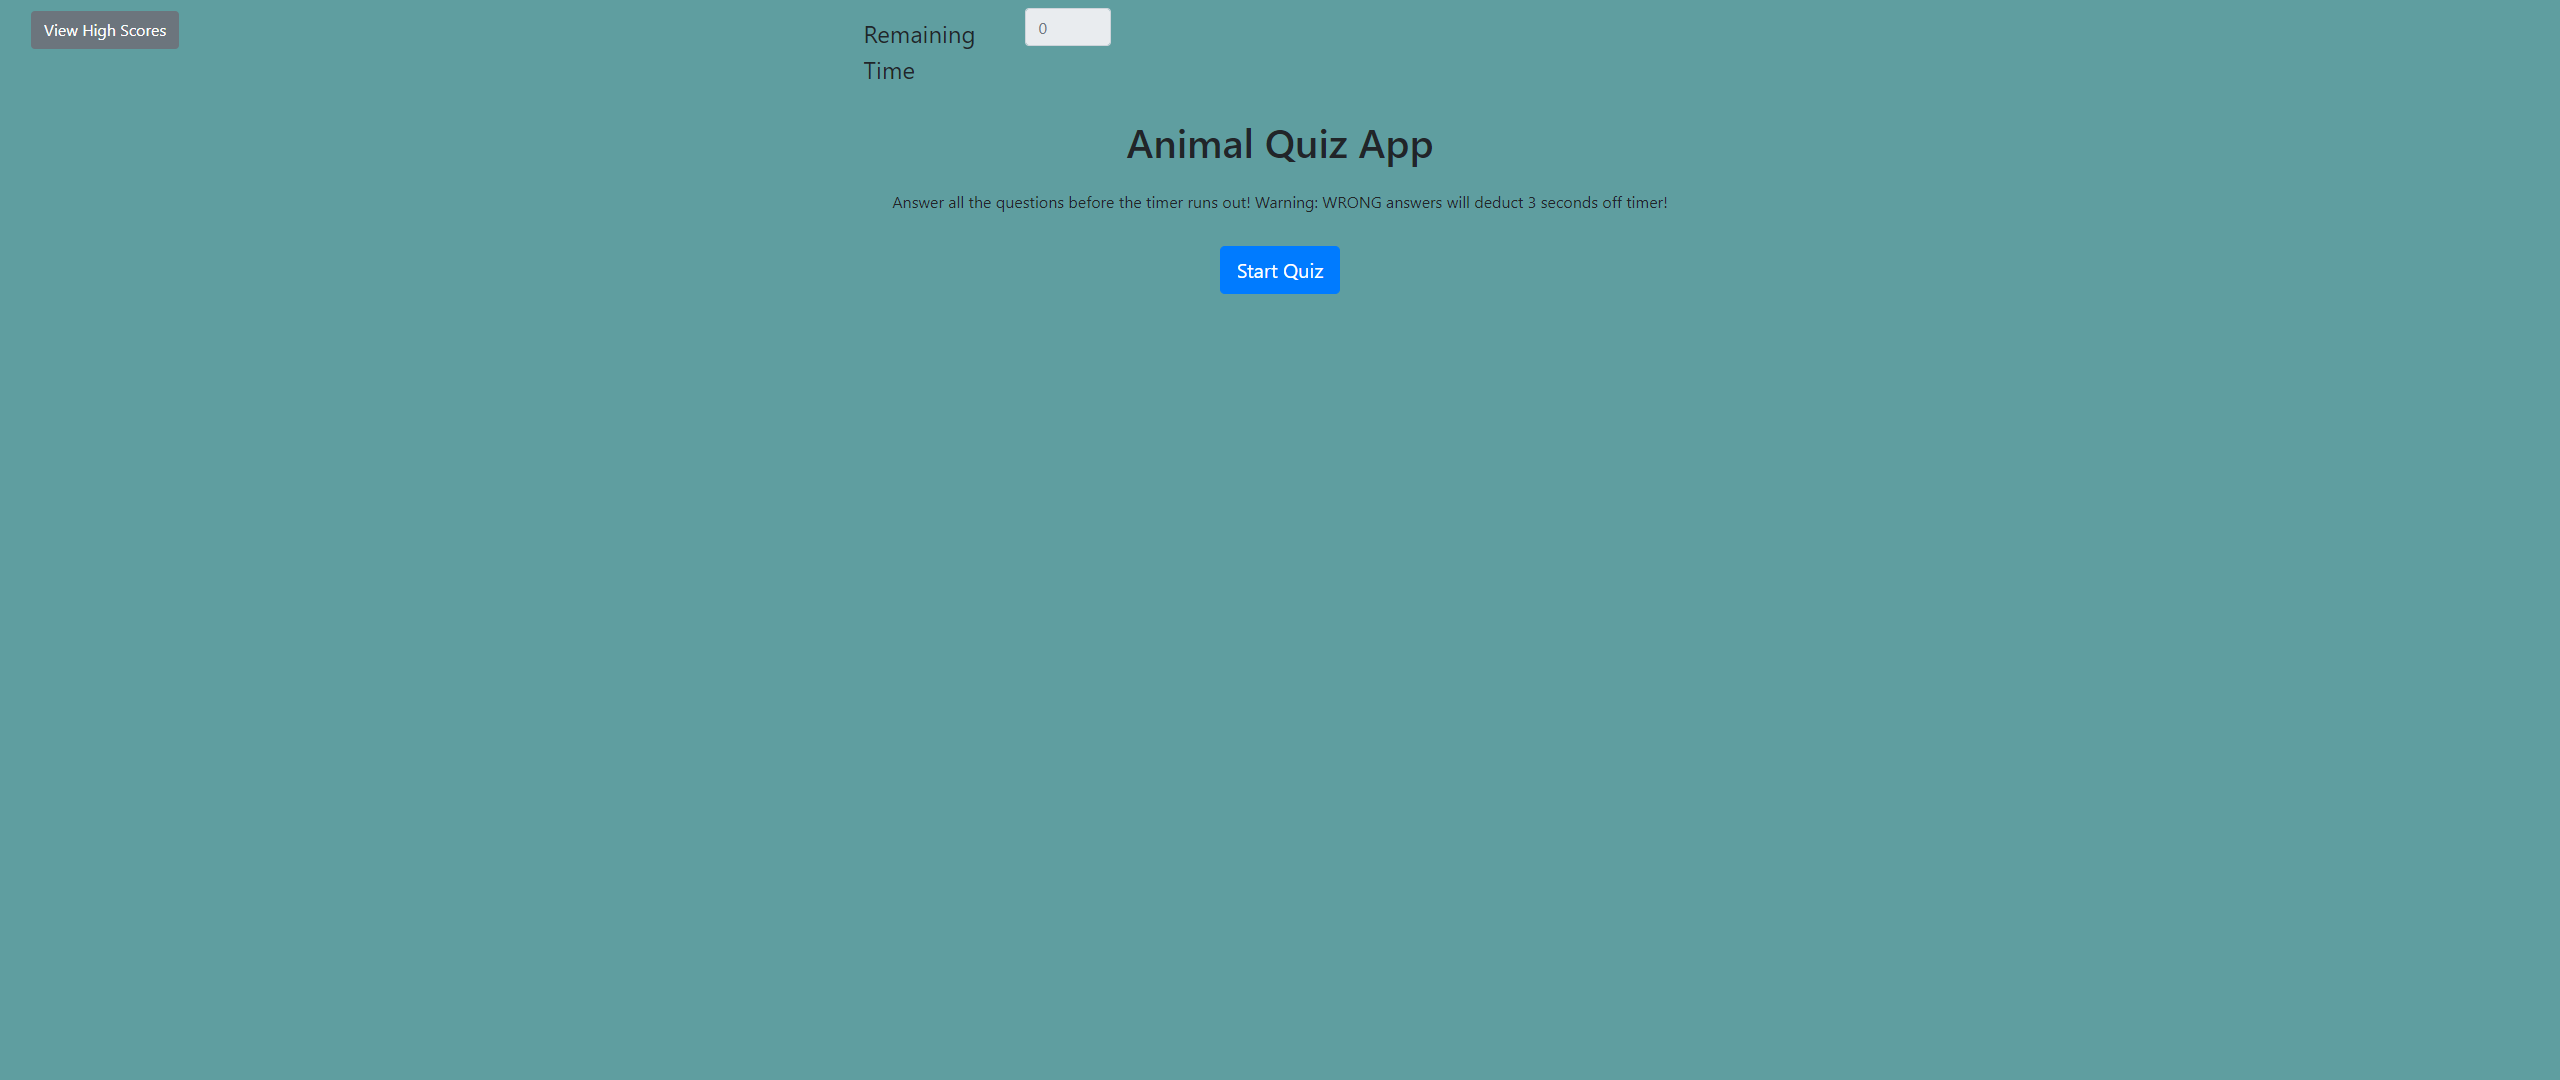 View High Scores
Remaining
Time
0
Animal Quiz App
Answer all the questions before the timer runs out! Warning: WRONG answers will deduct 3 seconds off timer!
Start Quiz